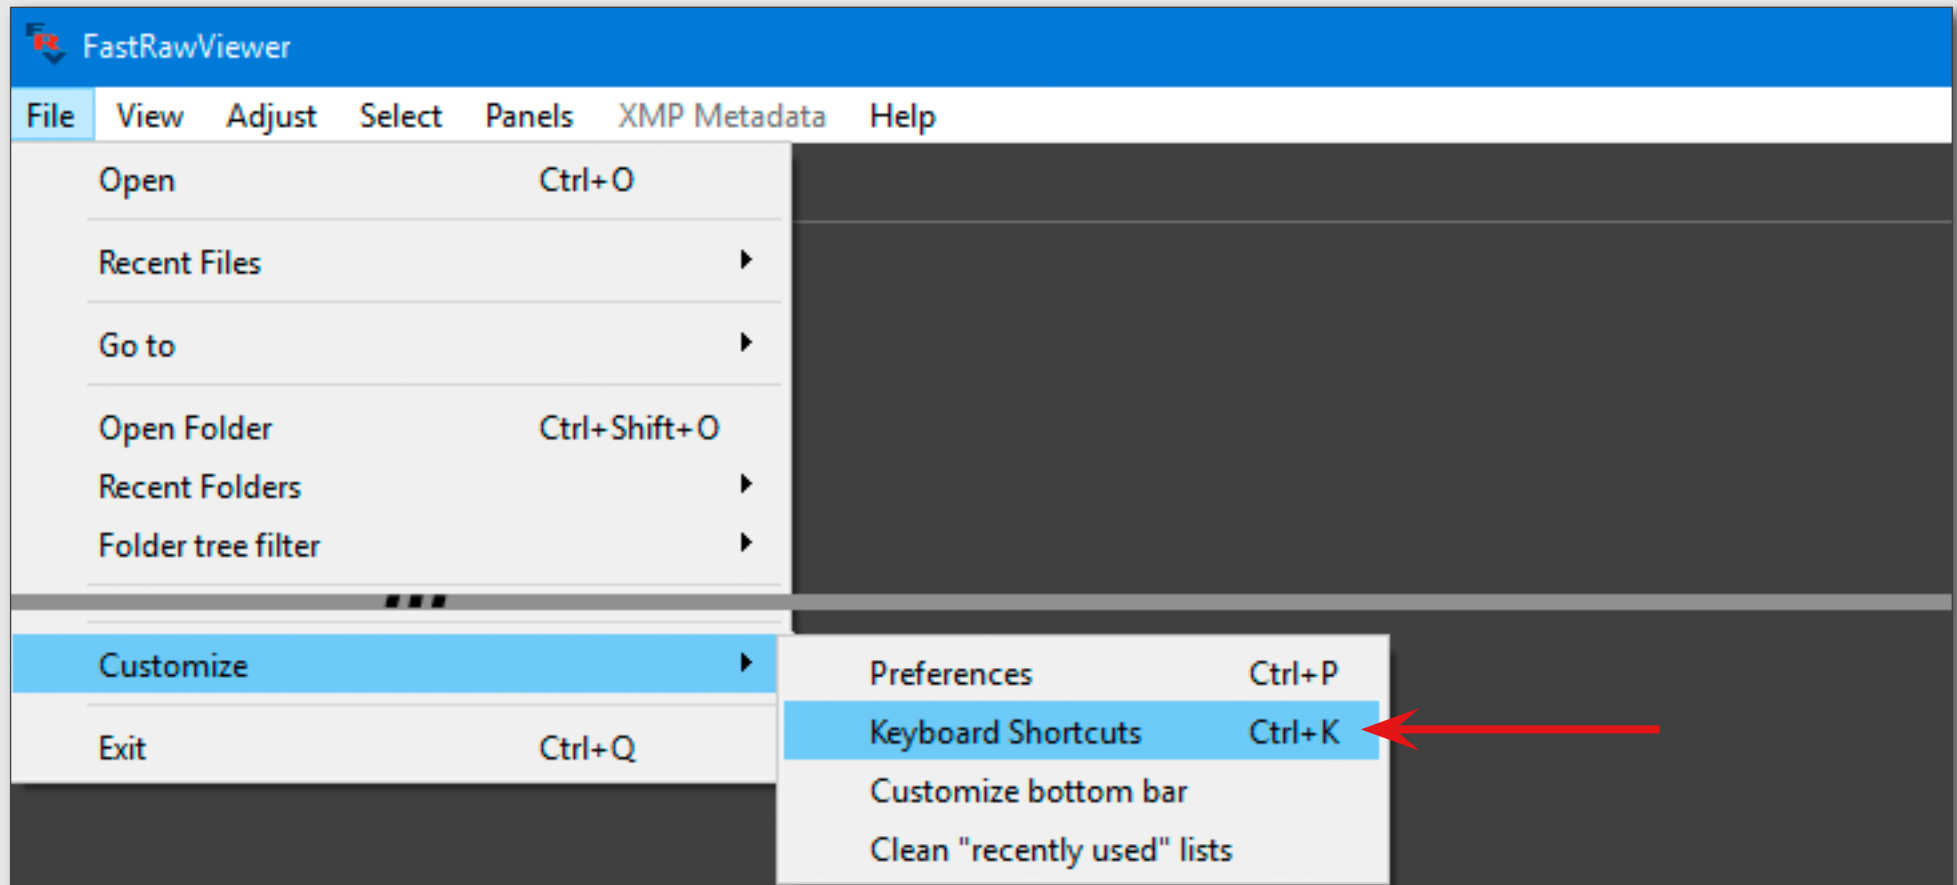 FastRawViewer
File View Adjust Select Panels XMP Metadata Help
Open Ctrl+O
Recent Files
Go to
Open Folder Ctrl+Shift+O
Recent Folders
Folder tree filter
Customize
Preferences Ctrl+P
Keyboard Shortcuts Ctrl+K
Exit Ctrl+Q
Customize bottom bar
Clean "recently used" lists